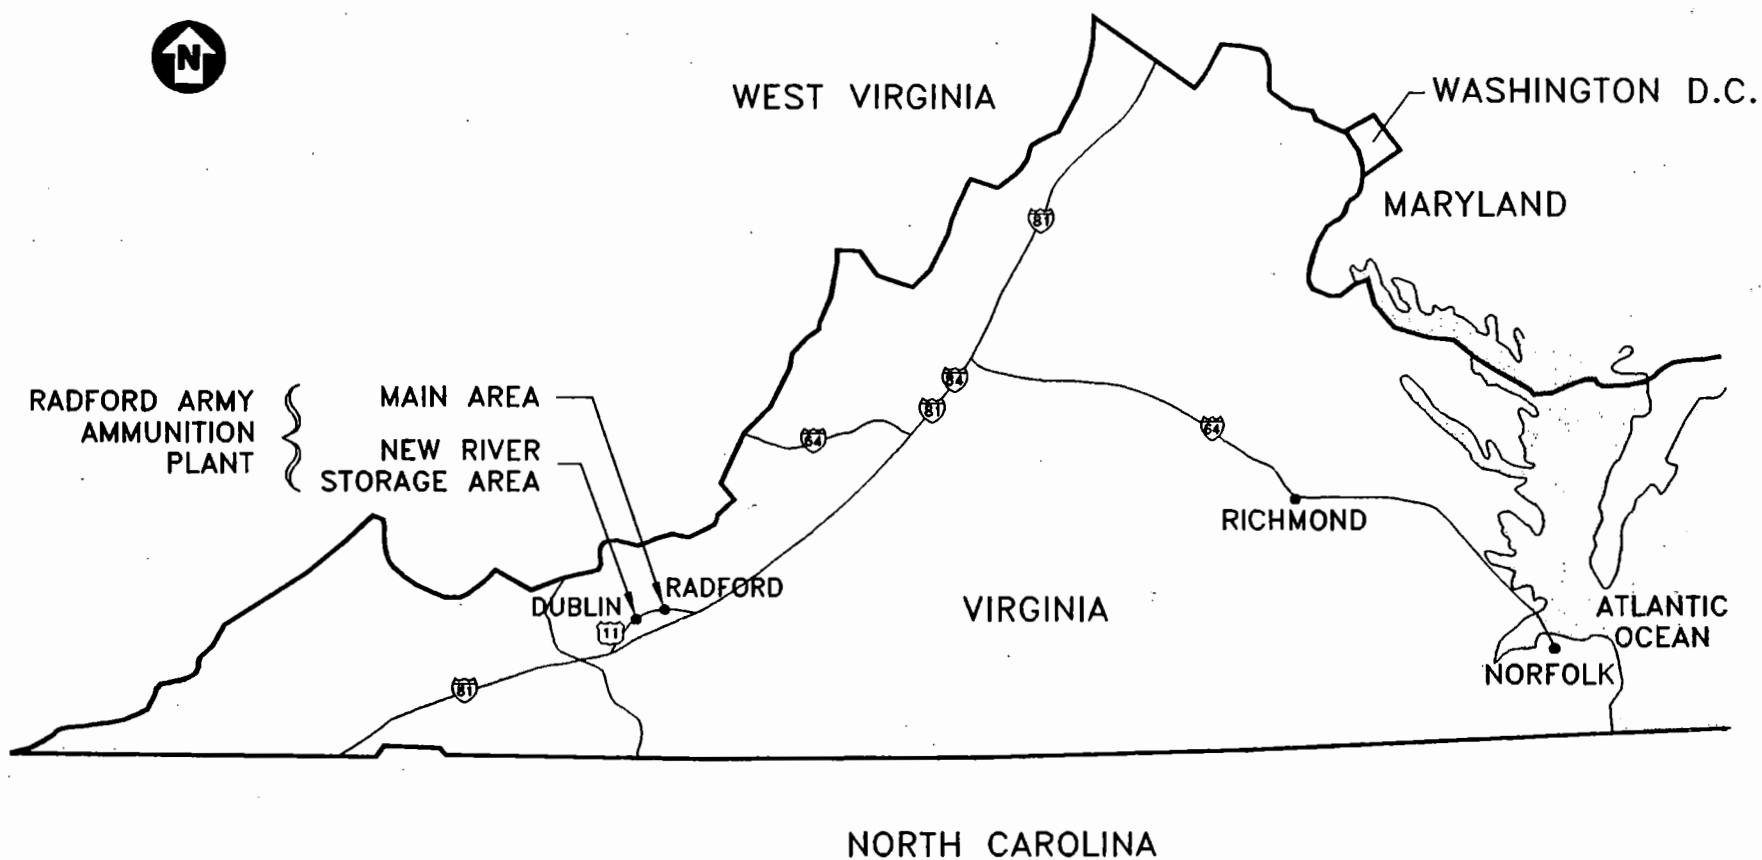 N
WEST VIRGINIA
WASHINGTON D.C.
MARYLAND
81
64
81
RADFORD ARMY
AMMUNITION
PLANT
MAIN AREA
NEW RIVER
STORAGE AREA
64
64
RICHMOND
DUBLIN
RADFORD
11
VIRGINIA
ATLANTIC
OCEAN
NORFOLK
81
NORTH CAROLINA